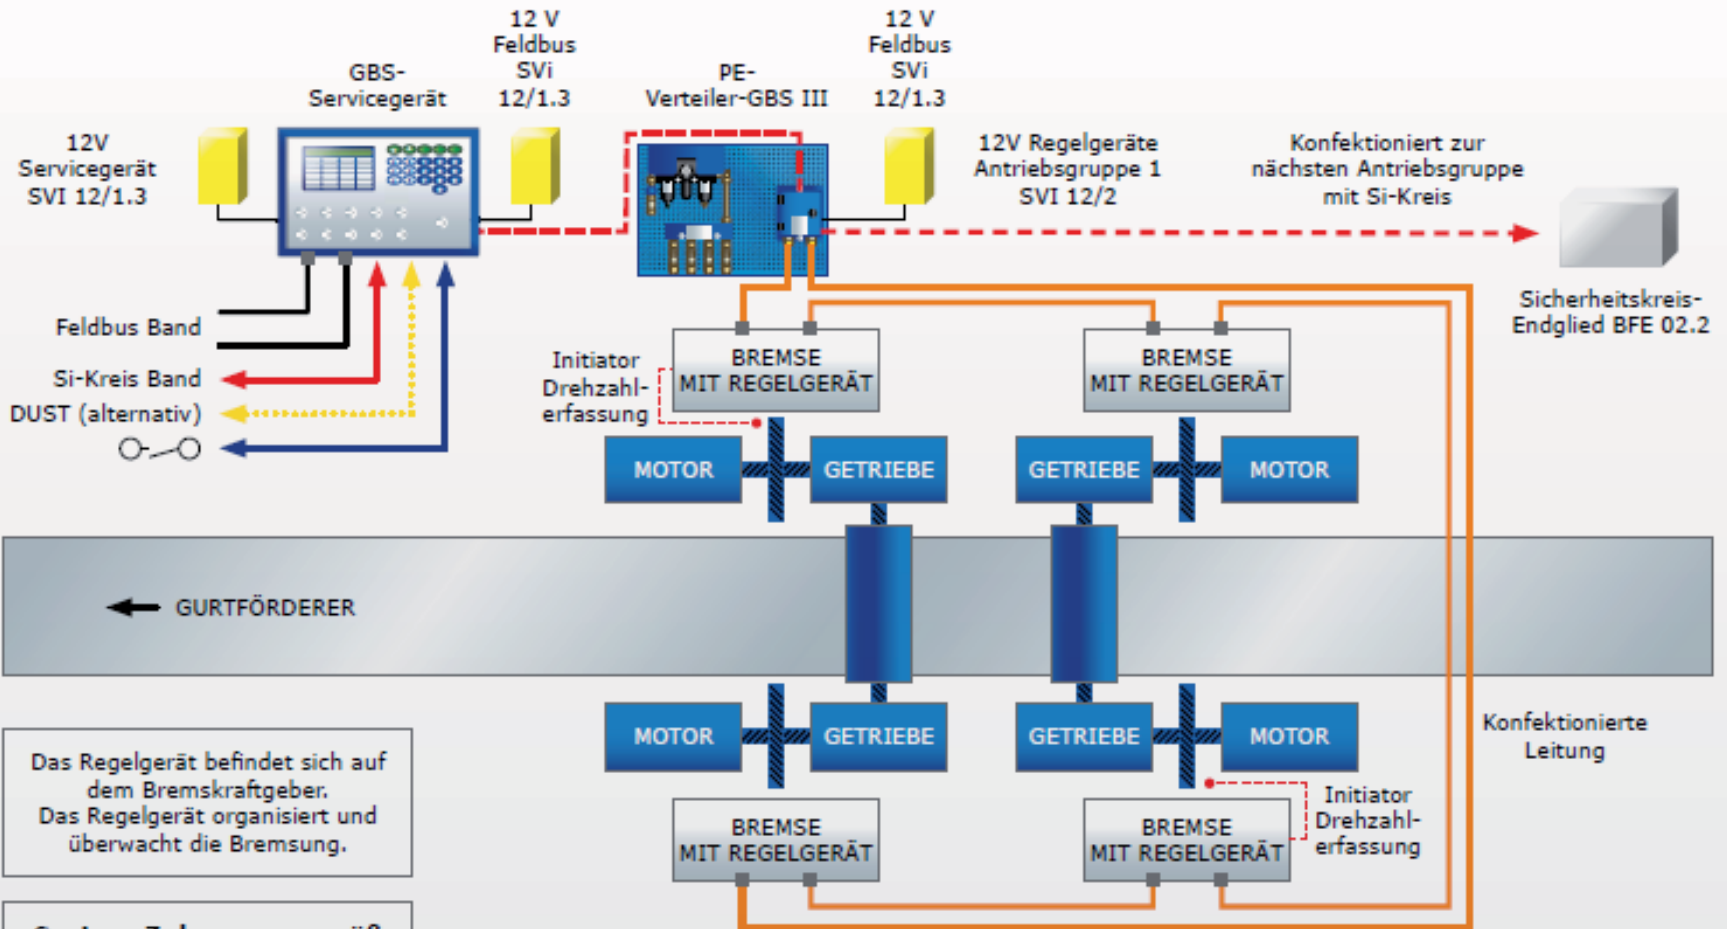 12 V
Feldbus
SVi
12/1.3
12 V
Feldbus
SVi
12/1.3
GBS-
Servicegerät
PE-
Verteiler-GBS III
12V
Servicegerät
SVI 12/1.3
12V Regelgeräte
Antriebsgruppe 1
SVI 12/2
Konfektioniert zur
nächsten Antriebsgruppe
mit Si-Kreis
Sicherheitskreis-
Endglied BFE 02.2
Feldbus Band
Si-Kreis Band
DUST (alternativ)
Initiator
Drehzahl-
erfassung
BREMSE
MIT REGELGERÄT
BREMSE
MIT REGELGERÄT
MOTOR
GETRIEBE
GETRIEBE
MOTOR
GURTFÖRDERER
MOTOR
GETRIEBE
GETRIEBE
MOTOR
Konfektionierte
Leitung
Das Regelgerät befindet sich auf
dem Bremskraftgeber.
Das Regelgerät organisiert und
überwacht die Bremsung.
BREMSE
MIT REGELGERÄT
BREMSE
MIT REGELGERÄT
Initiator
Drehzahl-
erfassung